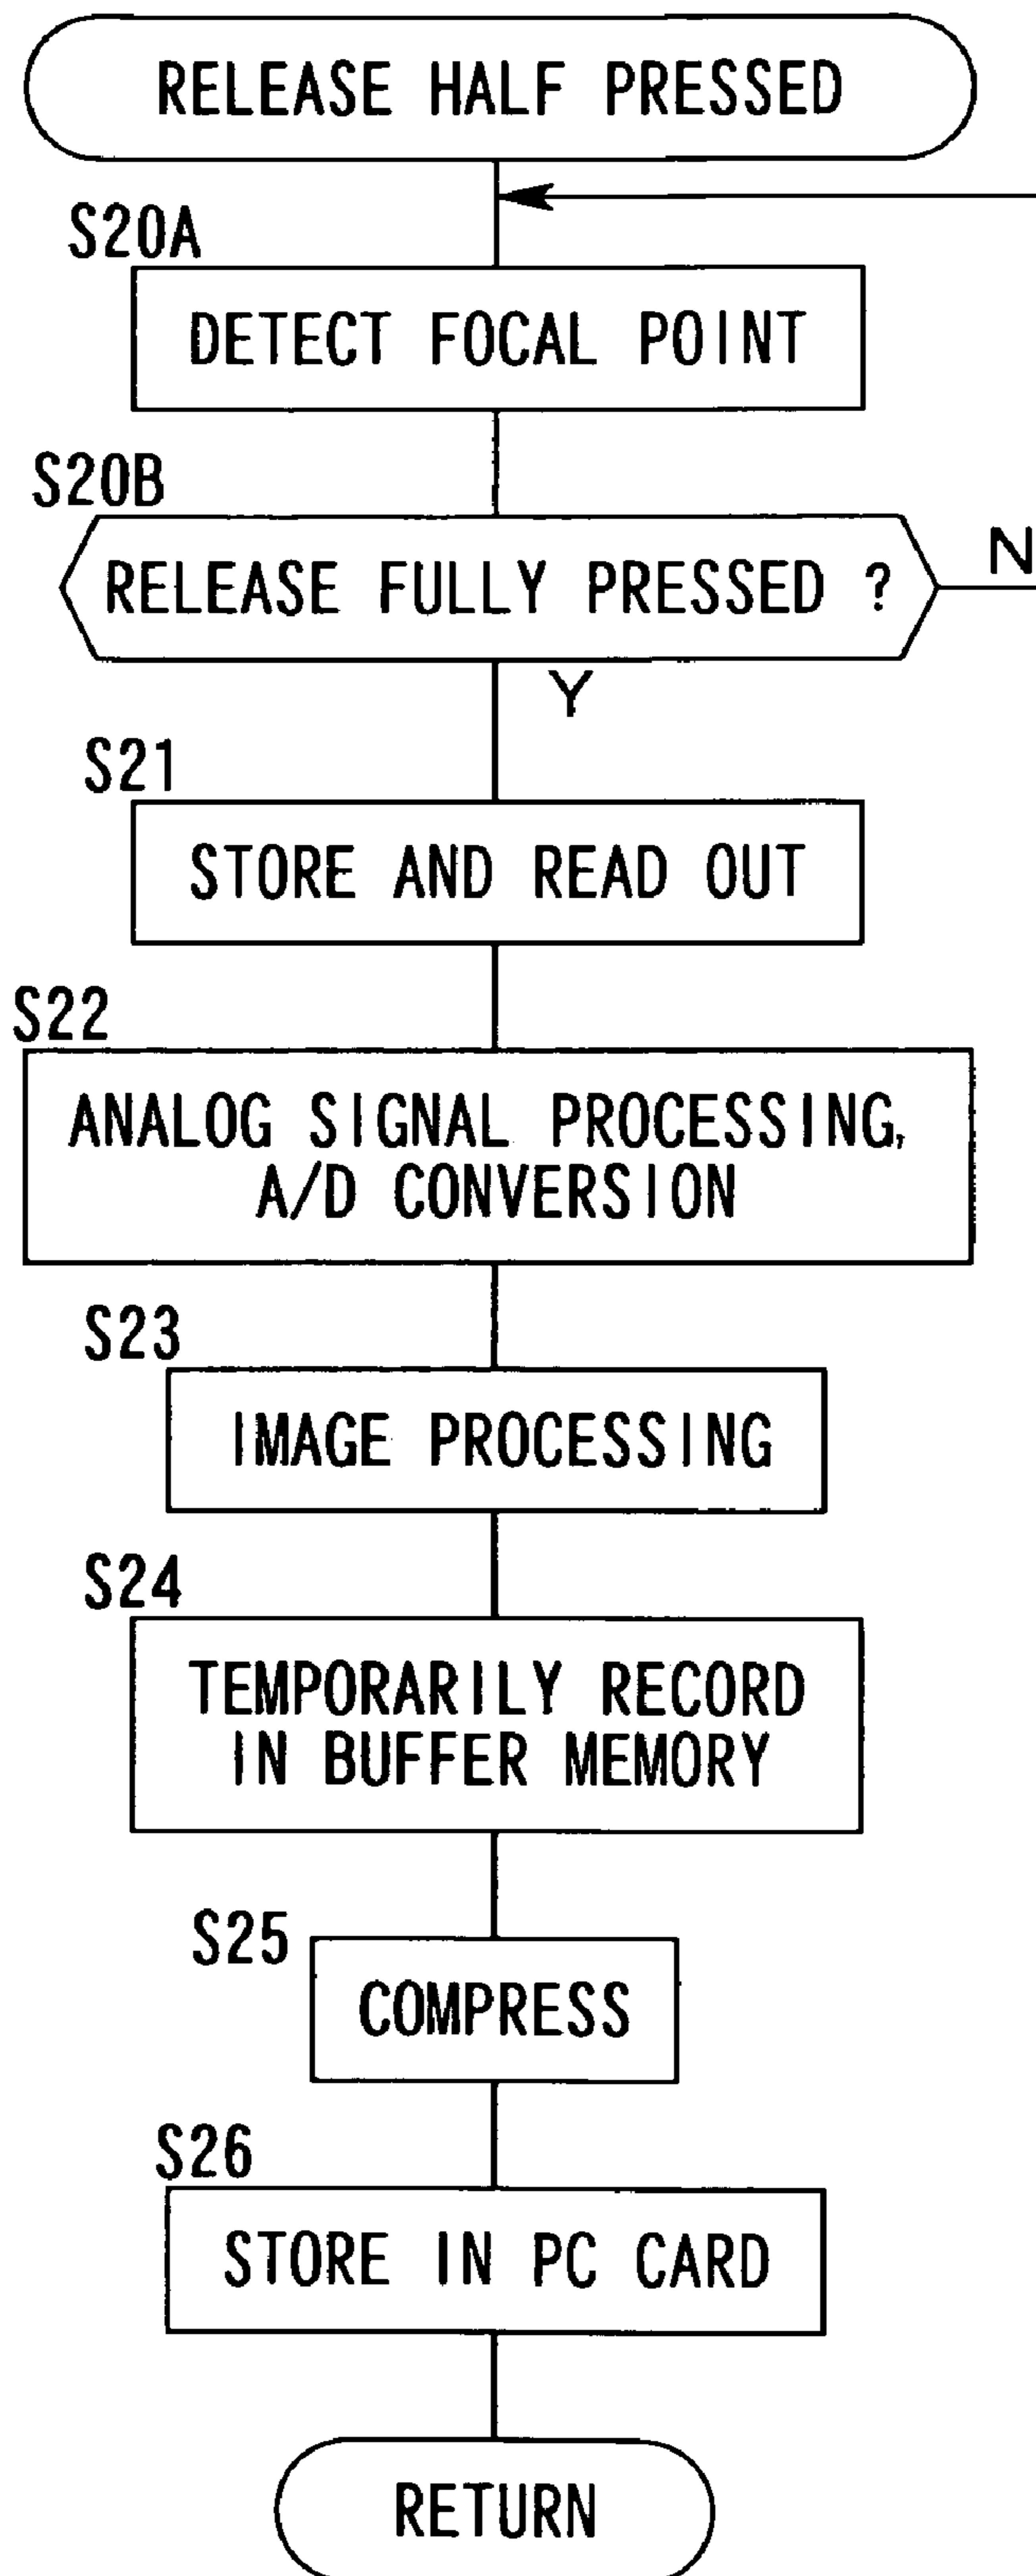 RELEASE HALF PRESSED
S20A
DETECT FOCAL POINT
S20B
RELEASE FULLY PRESSED ?
N
Y
S21
STORE AND READ OUT
S22
ANALOG SIGNAL PROCESSING,
A/D CONVERSION
S23
IMAGE PROCESSING
S24
TEMPORARILY RECORD
IN BUFFER MEMORY
S25
COMPRESS
S26
STORE IN PC CARD
RETURN